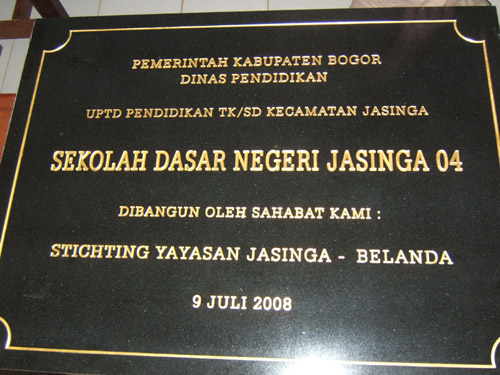 PEMERINTAH KABUPATEN BOGOR
DINAS PENDIDIKAN
UPTD PENDIDIKAN TK/SD KECAMATAN JASINGA
SEKOLAH DASAR NEGERI JASINGA 04
DIBANGUN OLEH SAHABAT KAMI :
STICHTING YAYASAN JASINGA - BELANDA
9 JULI 2008